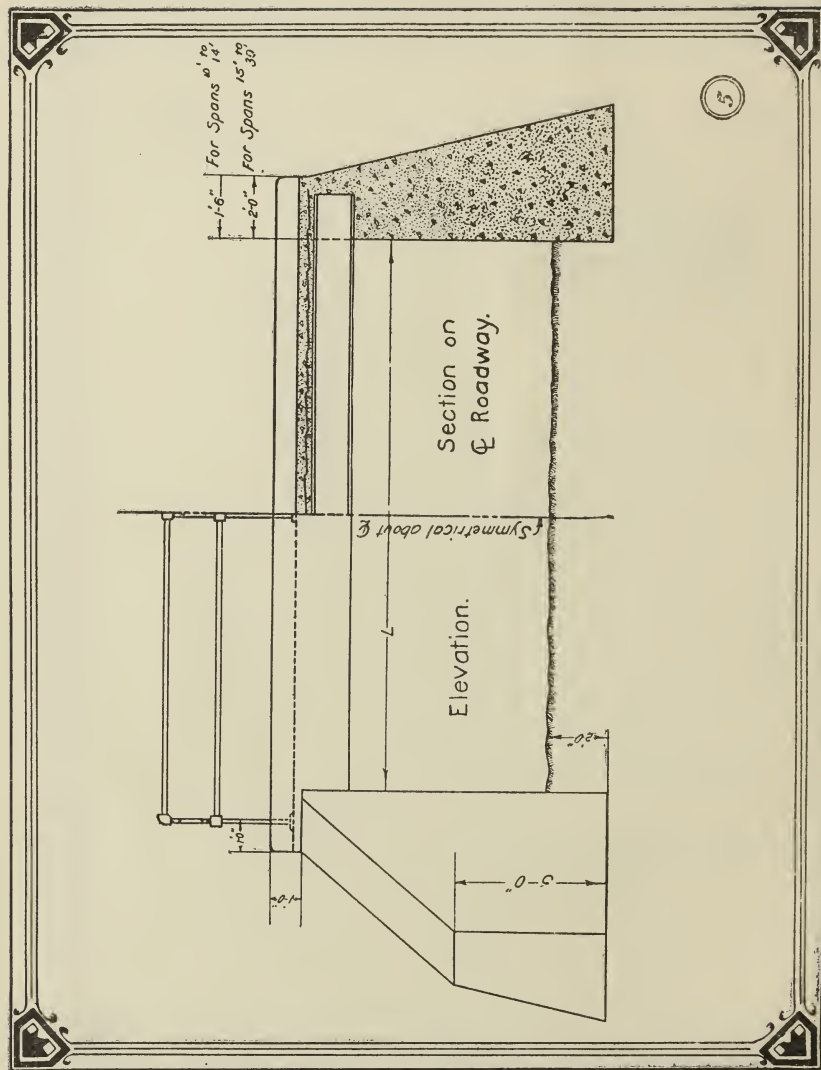 1'-6" For Spans 10' to 14'
2'-0" For Spans 15' to 30'
5
Section on
℄ Roadway.
Symmetrical about ℄
L
Elevation.
1'-0"
1'-0"
5'-0"
2'-0"